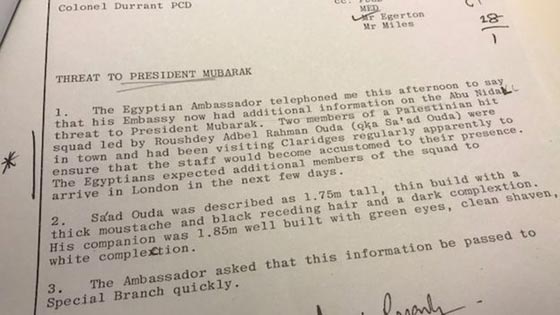 Colonel Durrant PCD
MED
Mr Egerton
Mr Miles
18
1
THREAT TO PRESIDENT MUBARAK
1. The Egyptian Ambassador telephoned me this afternoon to say
that his Embassy now had additional information on the Abu Nidal
threat to President Mubarak. Two members of a Palestinian hit
squad led by Roushdey Adbel Rahman Ouda (oka Sa'ad Ouda) were
in town and had been visiting Claridges regularly apparently to
ensure that the staff would become accustomed to their presence.
The Egyptians expected additional members of the squad to
arrive in London in the next few days.
2. Sa'ad Ouda was described as 1.75m tall, thin build with a
thick moustache and black receding hair and a dark complextion.
His companion was 1.85m well built with green eyes, clean shaven,
white complexction.
3. The Ambassador asked that this information be passed to
Special Branch quickly.